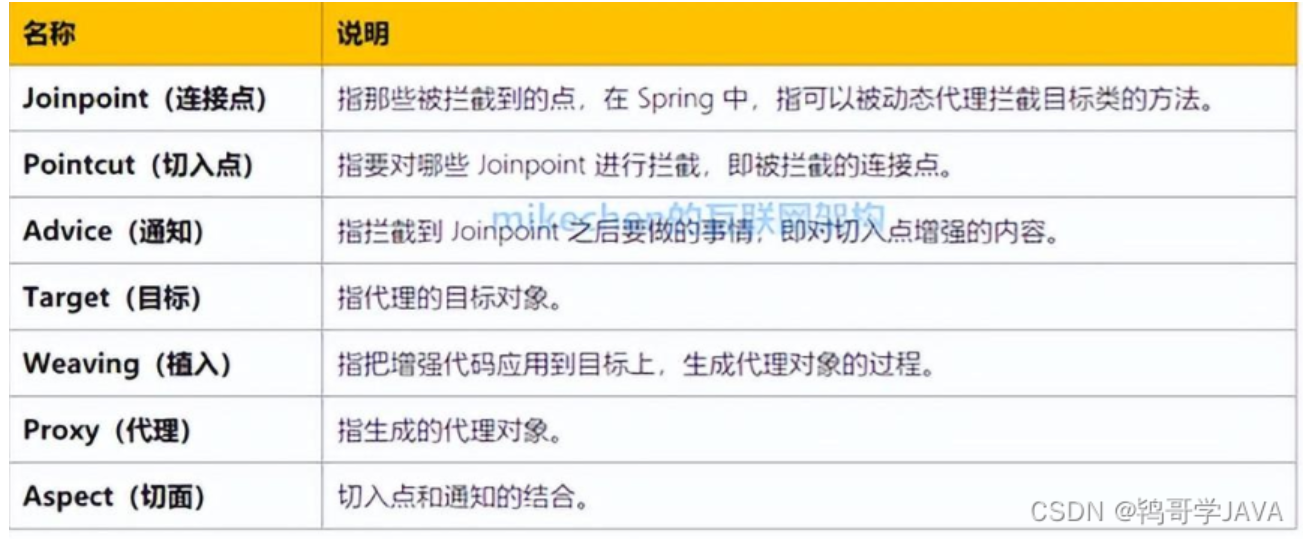 名称 说明
Joinpoint（连接点） 指那些被拦截到的点，在 Spring 中，指可以被动态代理拦截目标类的方法。
Pointcut（切入点） 指要对哪些 Joinpoint 进行拦截，即被拦截的连接点。
mikechen的互联网架构
Advice（通知） 指拦截到 Joinpoint 之后要做的事情，即对切入点增强的内容。
Target（目标） 指代理的目标对象。
Weaving（植入） 指把增强代码应用到目标上，生成代理对象的过程。
Proxy（代理） 指生成的代理对象。
Aspect（切面） 切入点和通知的结合。
CSDN @鸨哥学JAVA